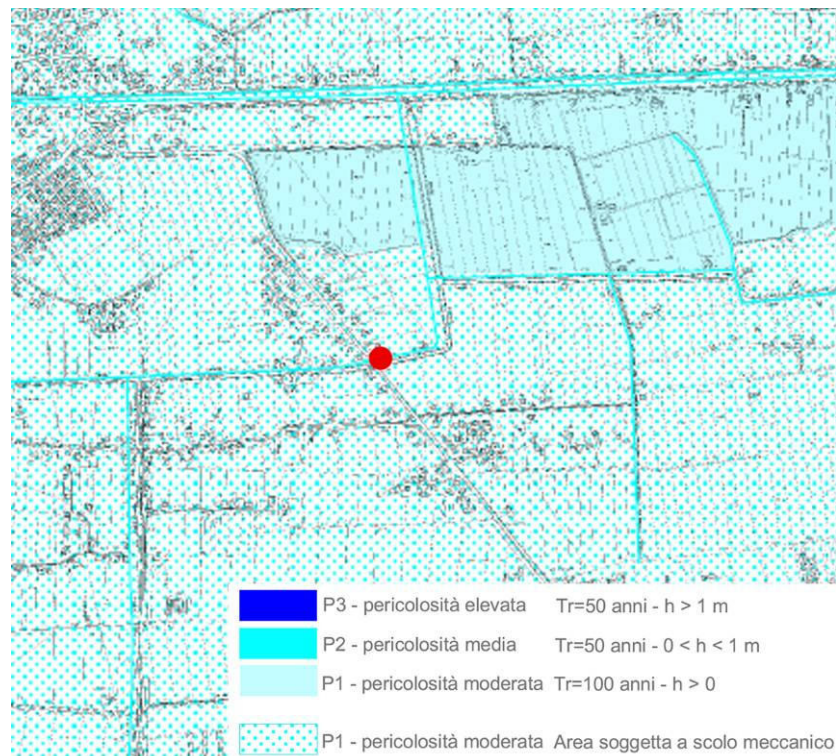 P3 - pericolosità elevata Tr=50 anni - h > 1 m
P2 - pericolosità media Tr=50 anni - 0 < h < 1 m
P1 - pericolosità moderata Tr=100 anni - h > 0
P1 - pericolosità moderata Area soggetta a scolo meccanico